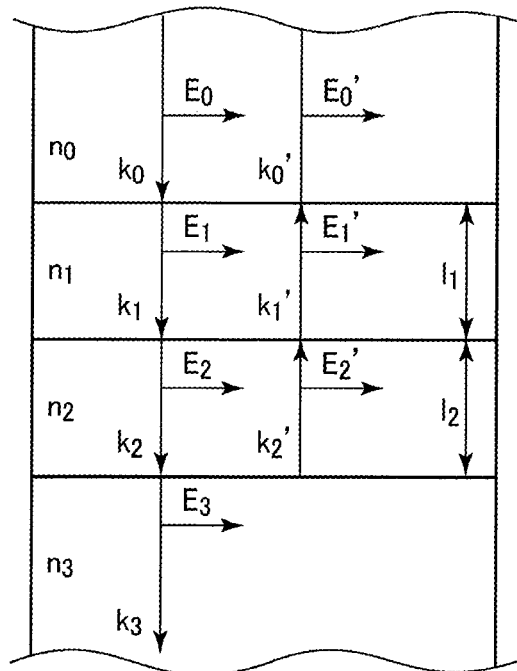 E₀ E₀'
n₀
k₀ k₀'
E₁ E₁'
n₁ l₁
k₁ k₁'
E₂ E₂'
n₂ l₂
k₂ k₂'
E₃
n₃
k₃